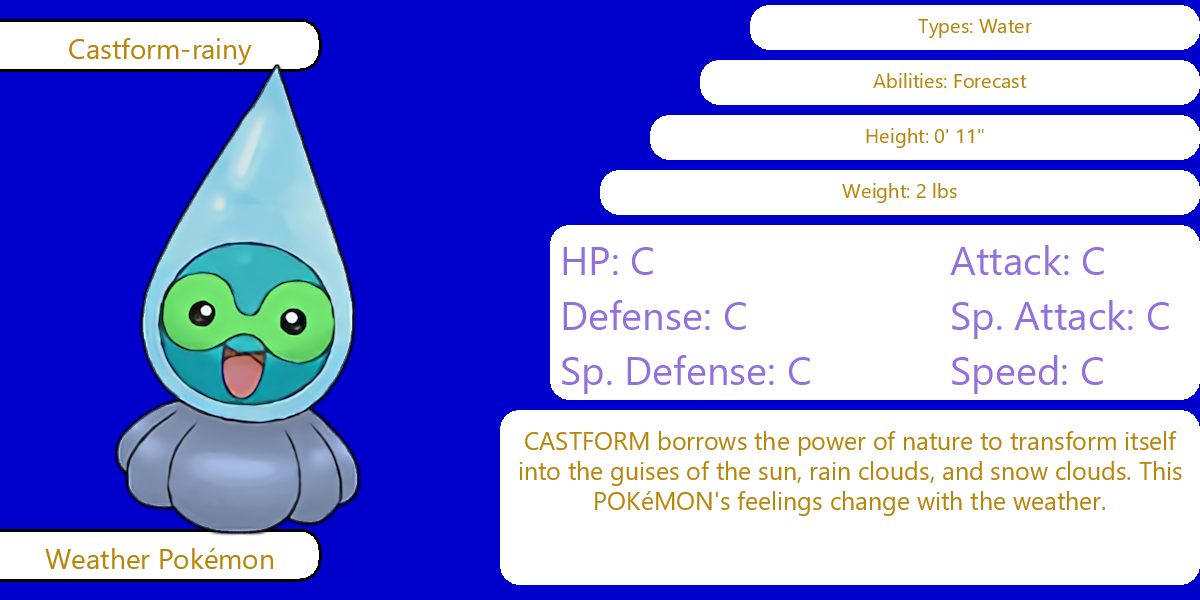 Castform-rainy
Types: Water
Abilities: Forecast
Height: 0' 11"
Weight: 2 lbs
HP: C
Attack: C
Defense: C
Sp. Attack: C
Sp. Defense: C
Speed: C
CASTFORM borrows the power of nature to transform itself
into the guises of the sun, rain clouds, and snow clouds. This
POKéMON's feelings change with the weather.
Weather Pokémon